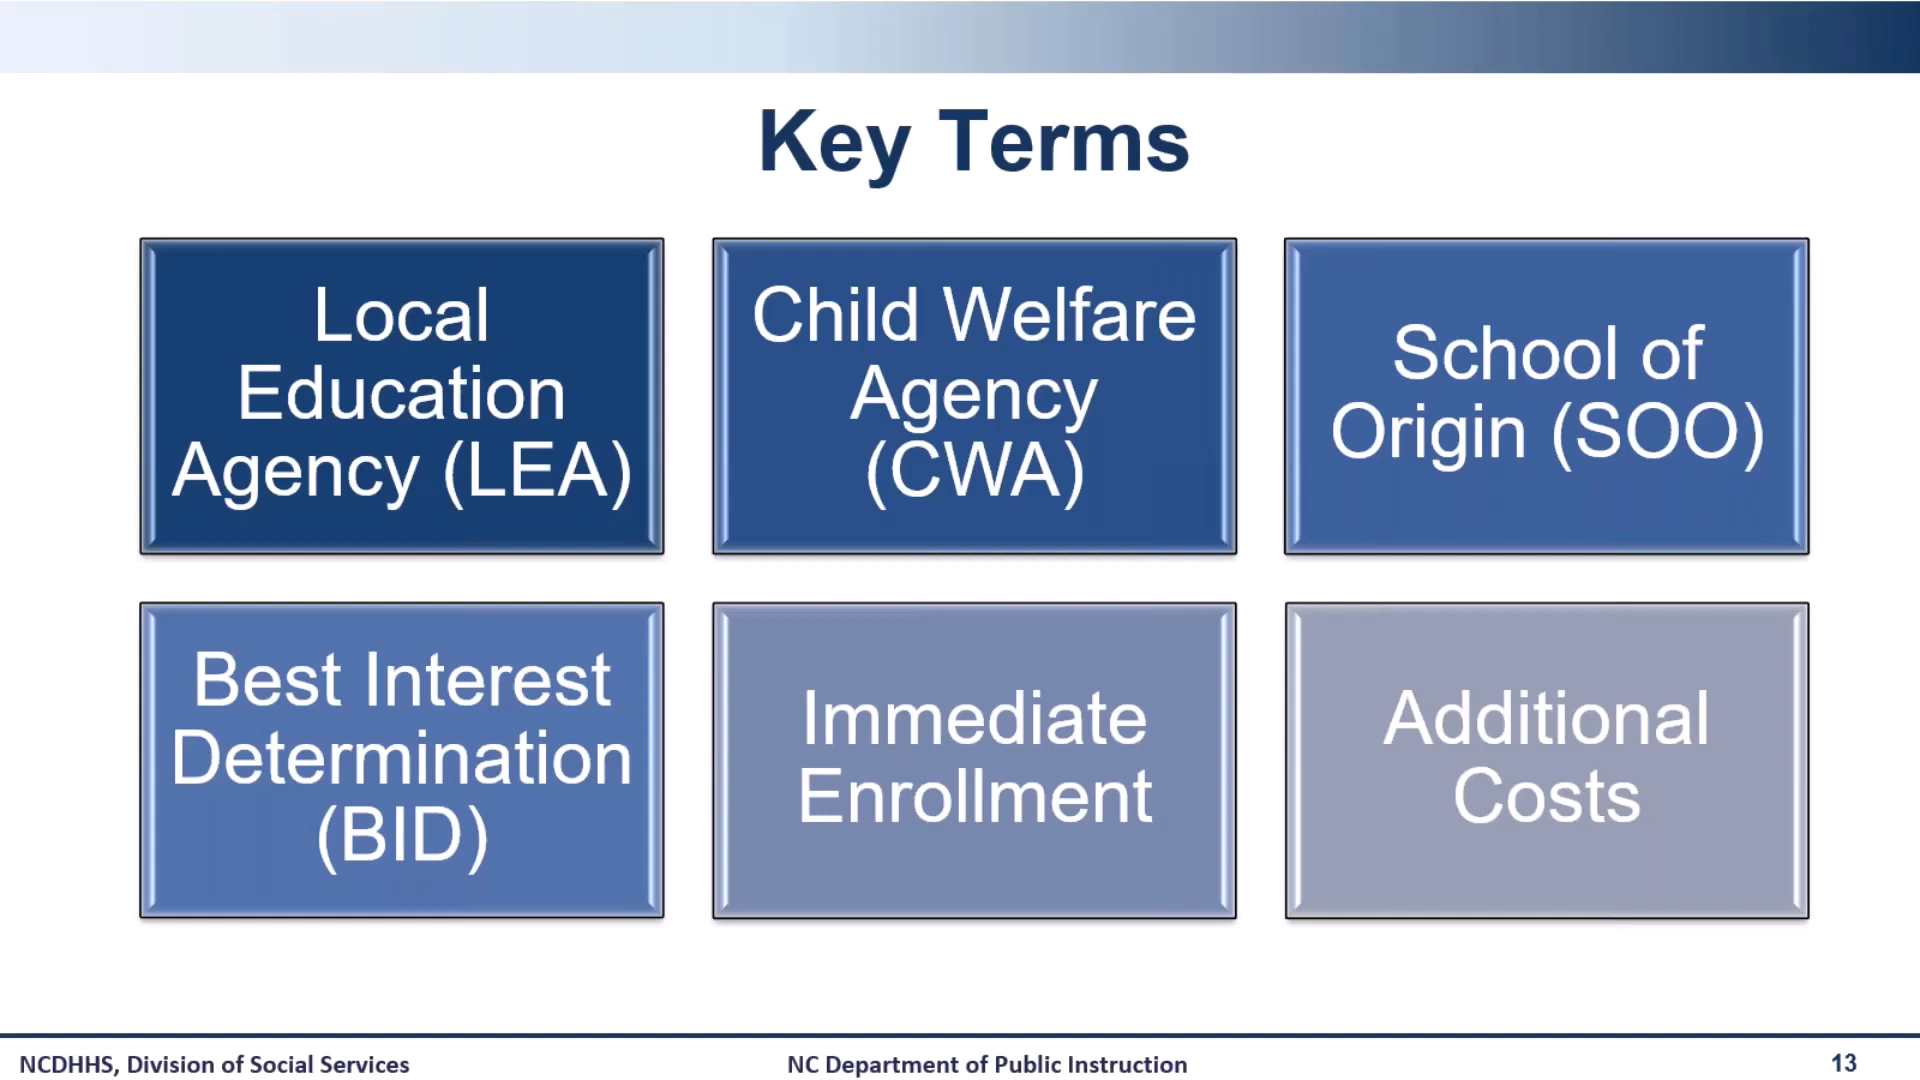 Key Terms
Local
Education
Agency (LEA)
Child Welfare
Agency
(CWA)
School of
Origin (SOO)
Best Interest
Determination
(BID)
Immediate
Enrollment
Additional
Costs
NCDHHS, Division of Social Services
NC Department of Public Instruction
13